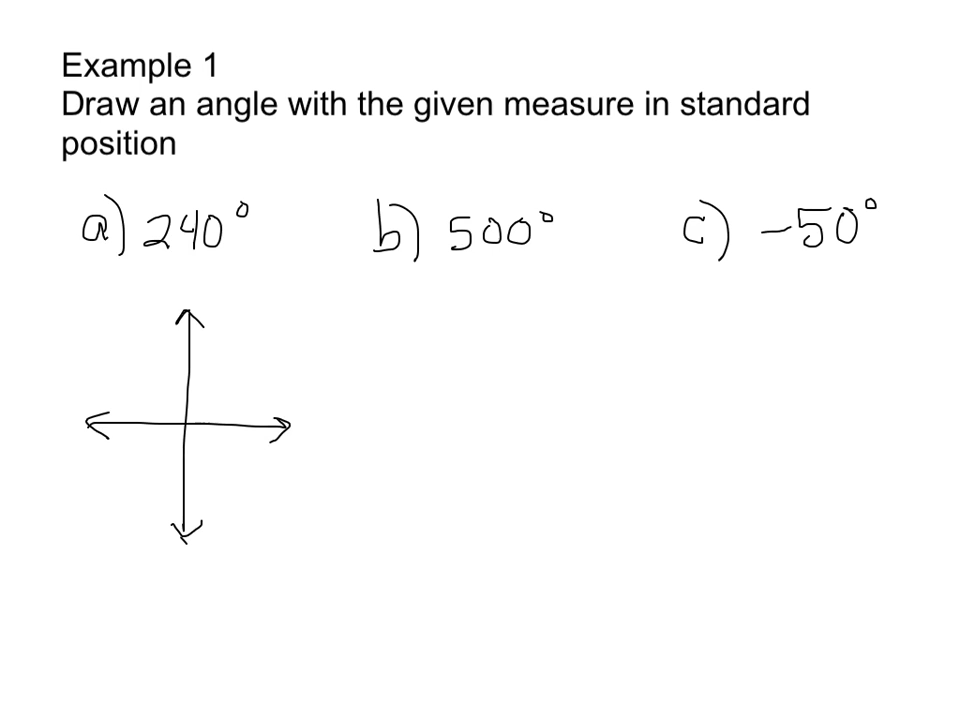 Example 1
Draw an angle with the given measure in standard
position
a) 240° b) 500° c) -50°